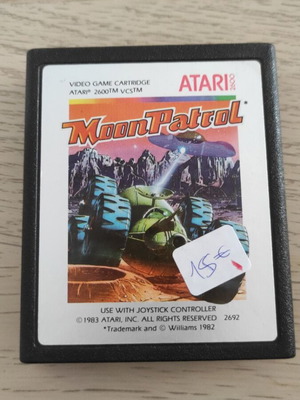 VIDEO GAME CARTRIDGE
ATARI® 2600™ VCS™
ATARI 2600
Moon Patrol*
15€
USE WITH JOYSTICK CONTROLLER
©1983 ATARI, INC. ALL RIGHTS RESERVED 2692
*Trademark and © Williams 1982